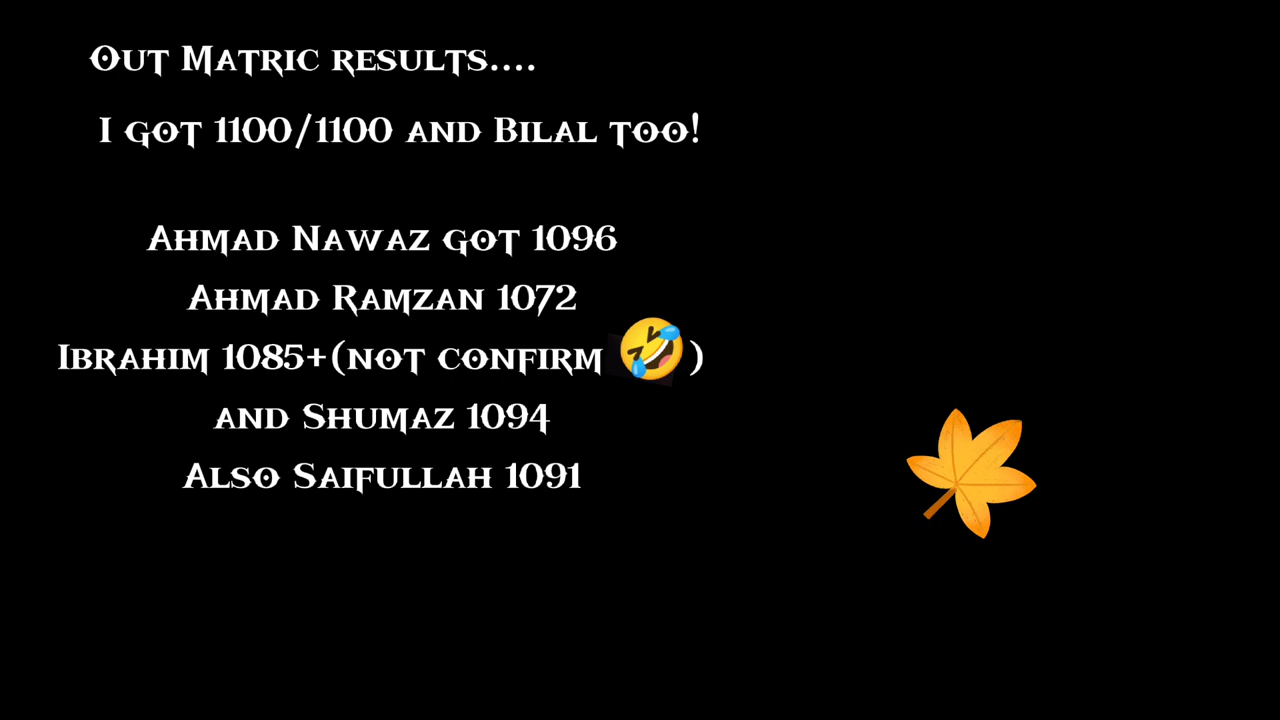 Out Matric results....
I got 1100/1100 and Bilal too!
Ahmad Nawaz got 1096
Ahmad Ramzan 1072
Ibrahim 1085+(not confirm 🤣)
and Shumaz 1094
Also Saifullah 1091